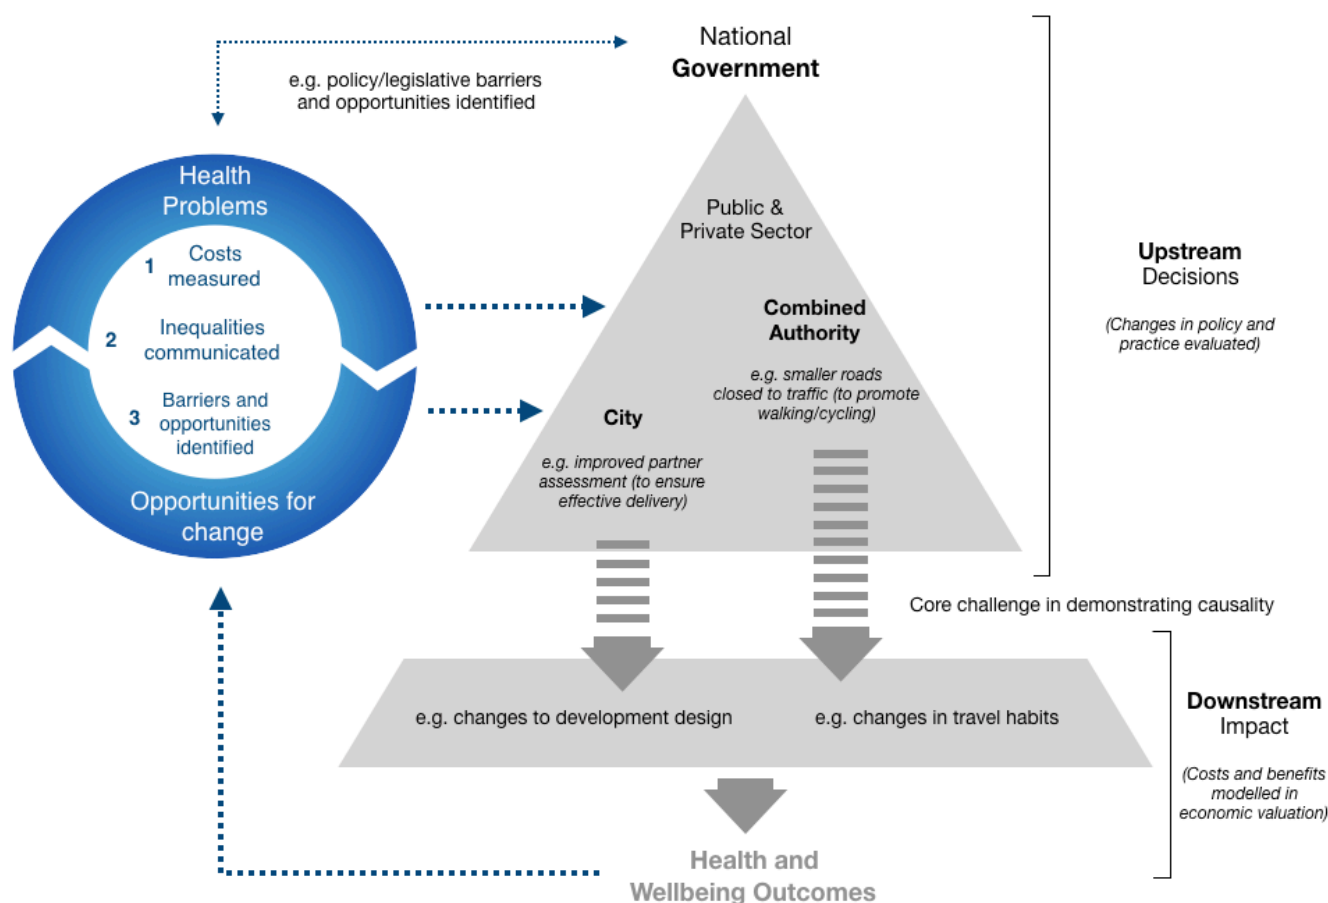 National
Government
e.g. policy/legislative barriers
and opportunities identified
Health
Problems
1 Costs
measured
2 Inequalities
communicated
3 Barriers and
opportunities
identified
Opportunities for
change
Public &
Private Sector
Combined
Authority
e.g. smaller roads
closed to traffic (to promote
walking/cycling)
City
e.g. improved partner
assessment (to ensure
effective delivery)
Upstream
Decisions
(Changes in policy and
practice evaluated)
Core challenge in demonstrating causality
e.g. changes to development design
e.g. changes in travel habits
Downstream
Impact
(Costs and benefits
modelled in
economic valuation)
Health and
Wellbeing Outcomes